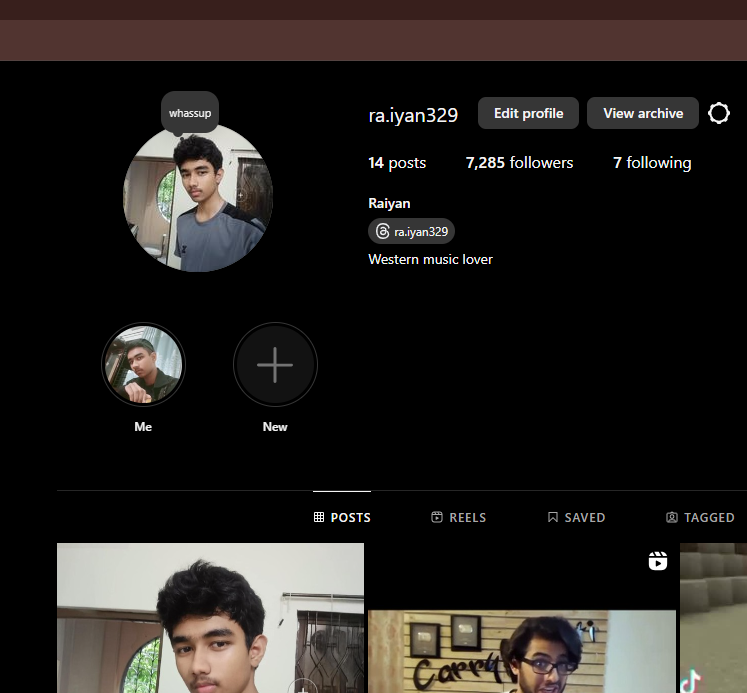 whassup
ra.iyan329
Edit profile
View archive
14 posts
7,285 followers
7 following
Raiyan
ra.iyan329
Western music lover
Me
New
POSTS
REELS
SAVED
TAGGED
Carry